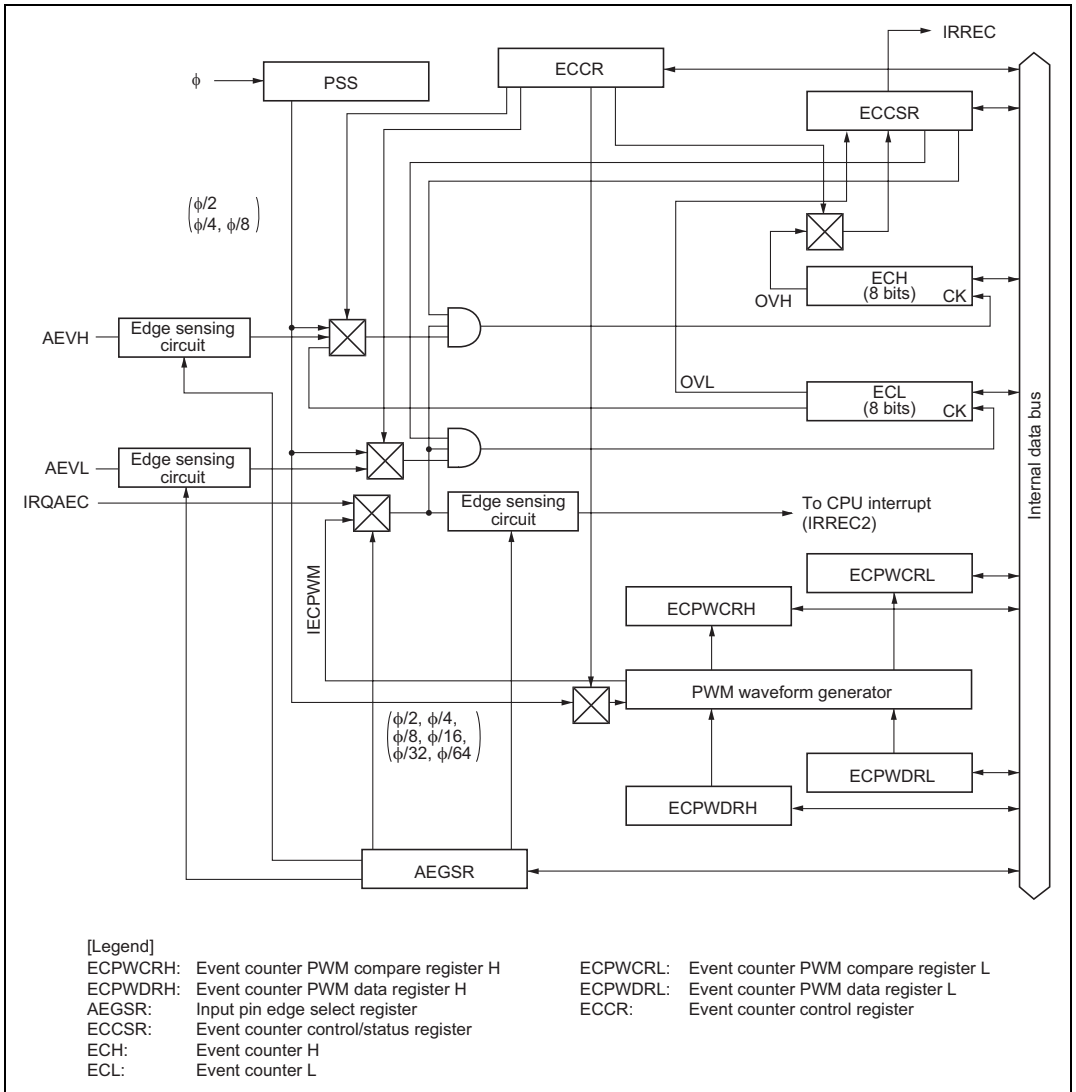 IRREC
ϕ
PSS
ECCR
ECCSR
ϕ/2
ϕ/4, ϕ/8
ECH
(8 bits)
CK
OVH
AEVH
Edge sensing
circuit
OVL
ECL
(8 bits)
CK
AEVL
Edge sensing
circuit
IRQAEC
Edge sensing
circuit
To CPU interrupt
(IRREC2)
Internal data bus
IECPWM
ECPWCRL
ECPWCRH
PWM waveform generator
ϕ/2, ϕ/4,
ϕ/8, ϕ/16,
ϕ/32, ϕ/64
ECPWDRL
ECPWDRH
AEGSR
[Legend]
ECPWCRH: Event counter PWM compare register H
ECPWDRH: Event counter PWM data register H
AEGSR: Input pin edge select register
ECCSR: Event counter control/status register
ECH: Event counter H
ECL: Event counter L
ECPWCRL: Event counter PWM compare register L
ECPWDRL: Event counter PWM data register L
ECCR: Event counter control register